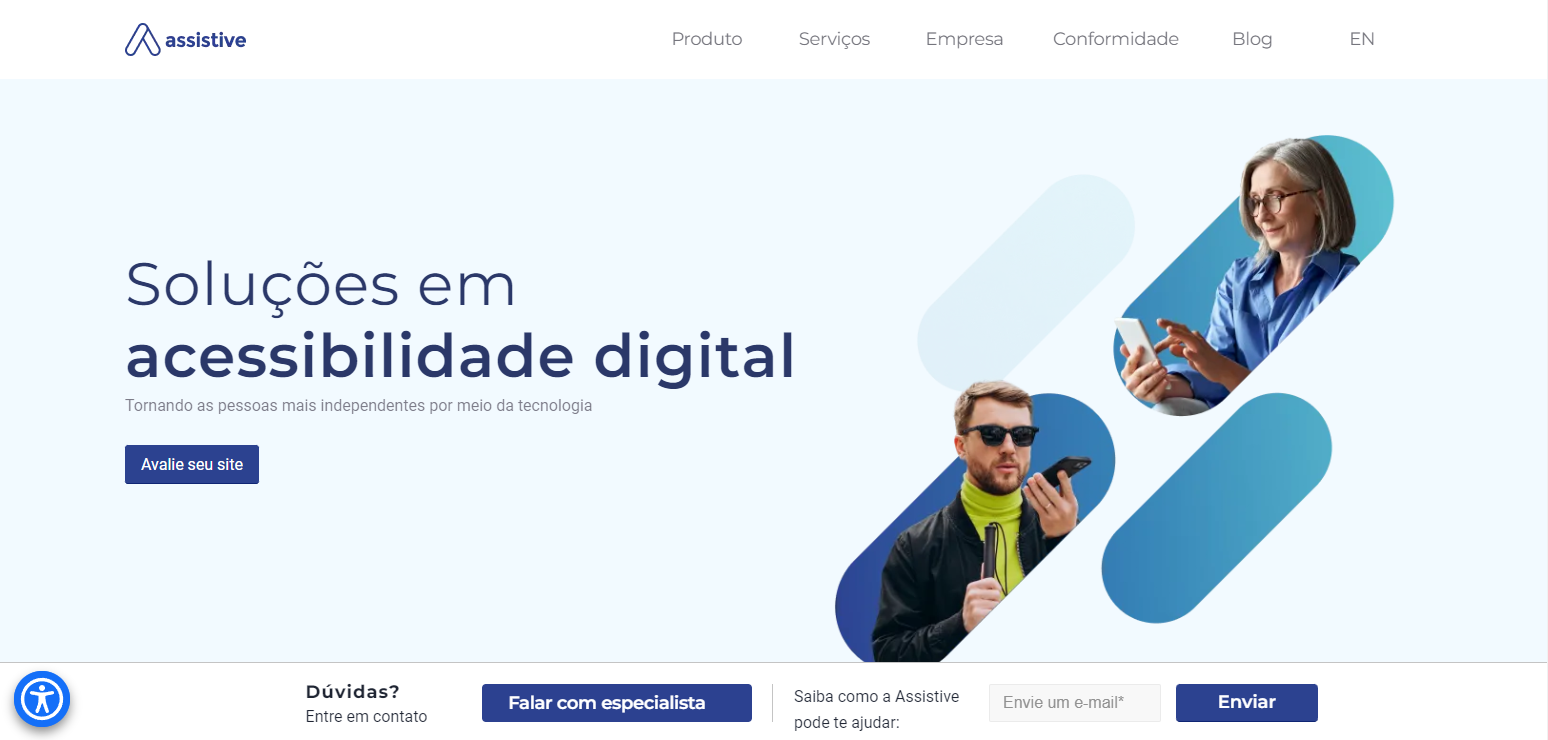 assistive
Produto
Serviços
Empresa
Conformidade
Blog
EN
Soluções em
acessibilidade digital
Tornando as pessoas mais independentes por meio da tecnologia
Avalie seu site
Dúvidas?
Entre em contato
Falar com especialista
Saiba como a Assistive
pode te ajudar:
Envie um e-mail*
Enviar